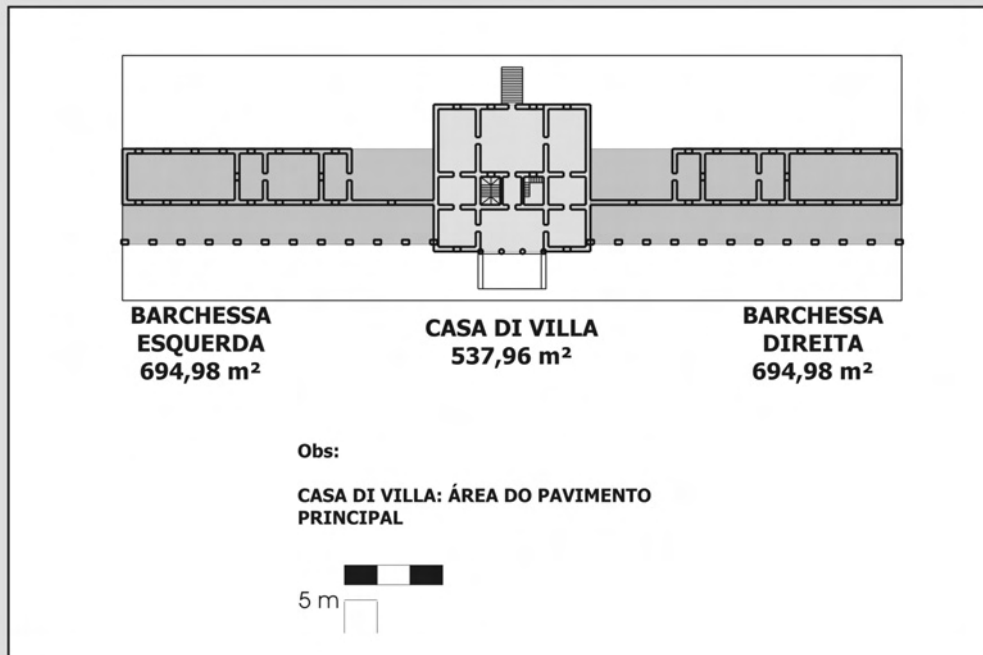 BARCHESSA
ESQUERDA
694,98 m²
CASA DI VILLA
537,96 m²
BARCHESSA
DIREITA
694,98 m²
Obs:
CASA DI VILLA: ÁREA DO PAVIMENTO
PRINCIPAL
5 m